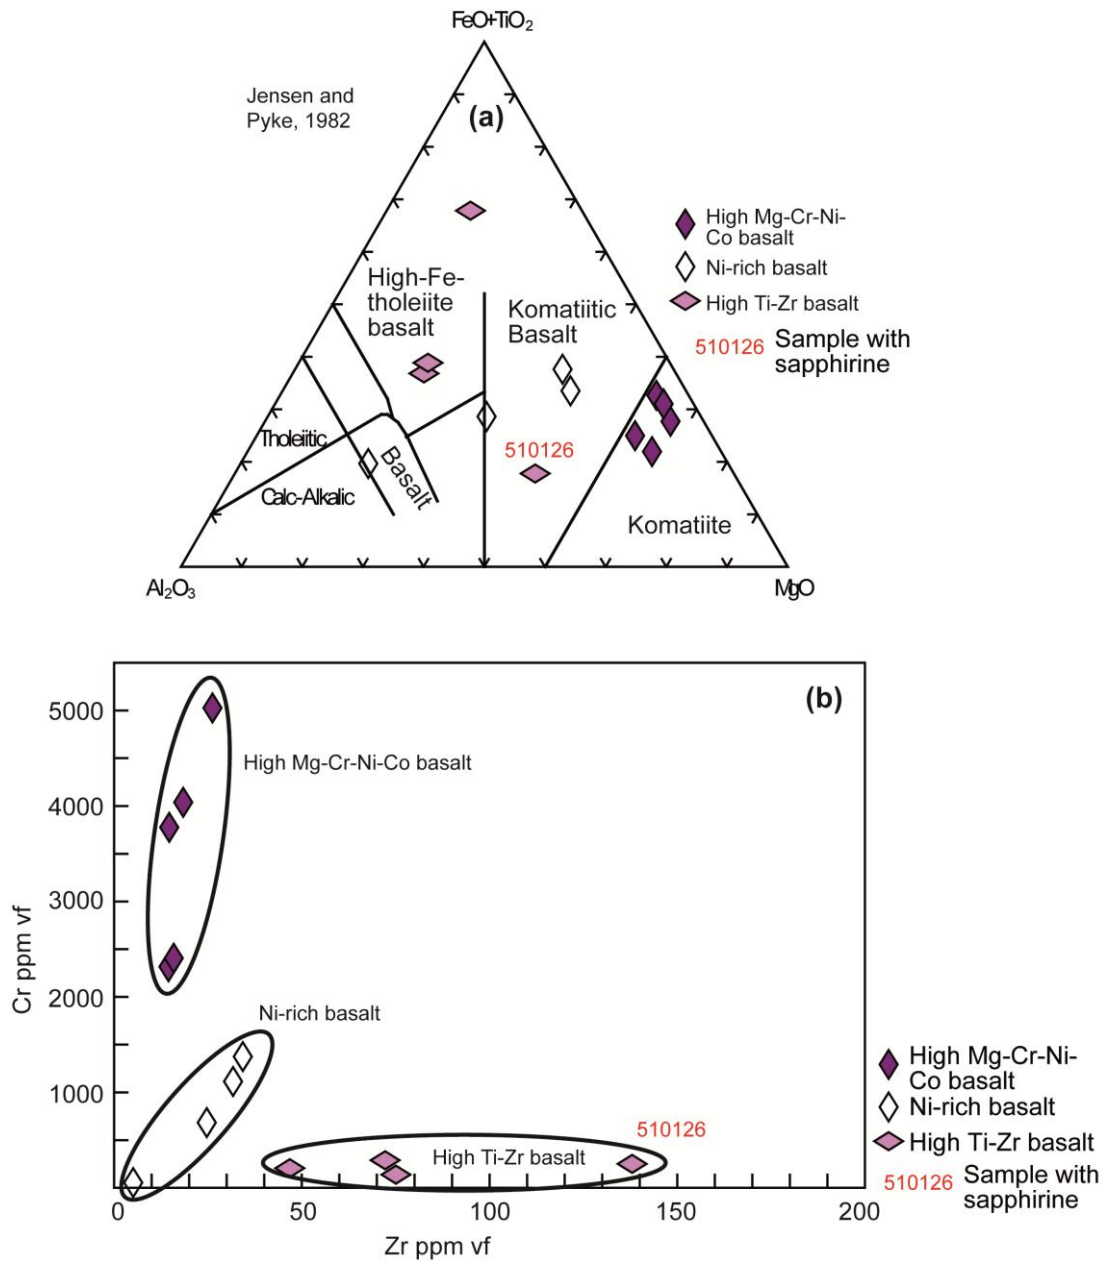 FeO+TiO₂
Jensen and
Pyke, 1982
(a)
High Mg-Cr-Ni-
Co basalt
Ni-rich basalt
High Ti-Zr basalt
510126 Sample with
sapphirine
High-Fe-
tholeiite
basalt
Komatiitic
Basalt
Tholeiitic
Basalt
510126
Calc-Alkalic
Komatiite
Al₂O₃
MgO
(b)
5000
High Mg-Cr-Ni-Co basalt
4000
3000
Cr ppm vf
2000
Ni-rich basalt
1000
510126
High Ti-Zr basalt
High Mg-Cr-Ni-
Co basalt
Ni-rich basalt
High Ti-Zr basalt
510126 Sample with
sapphirine
0 50 100 150 200
Zr ppm vf